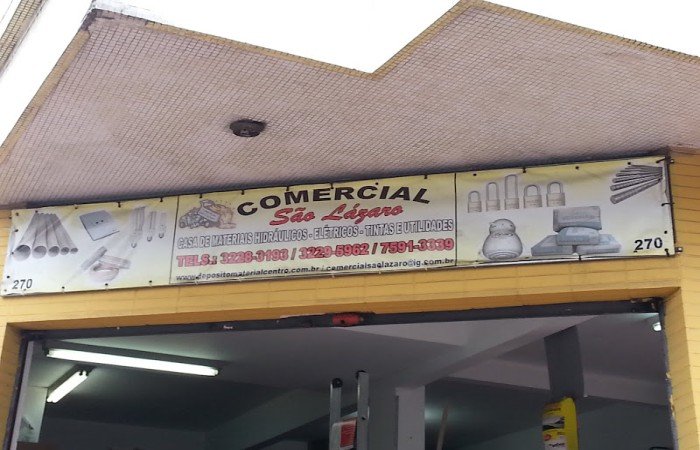 COMERCIAL
São Lázaro
CASA DE MATERIAIS HIDRÁULICOS - ELÉTRICOS - TINTAS E UTILIDADES
TELS.: 3228-3193 / 3229-5962 / 7591-3339
www.depositomaterialcentro.com.br / comercialsaolazaro@ig.com.br
270
270